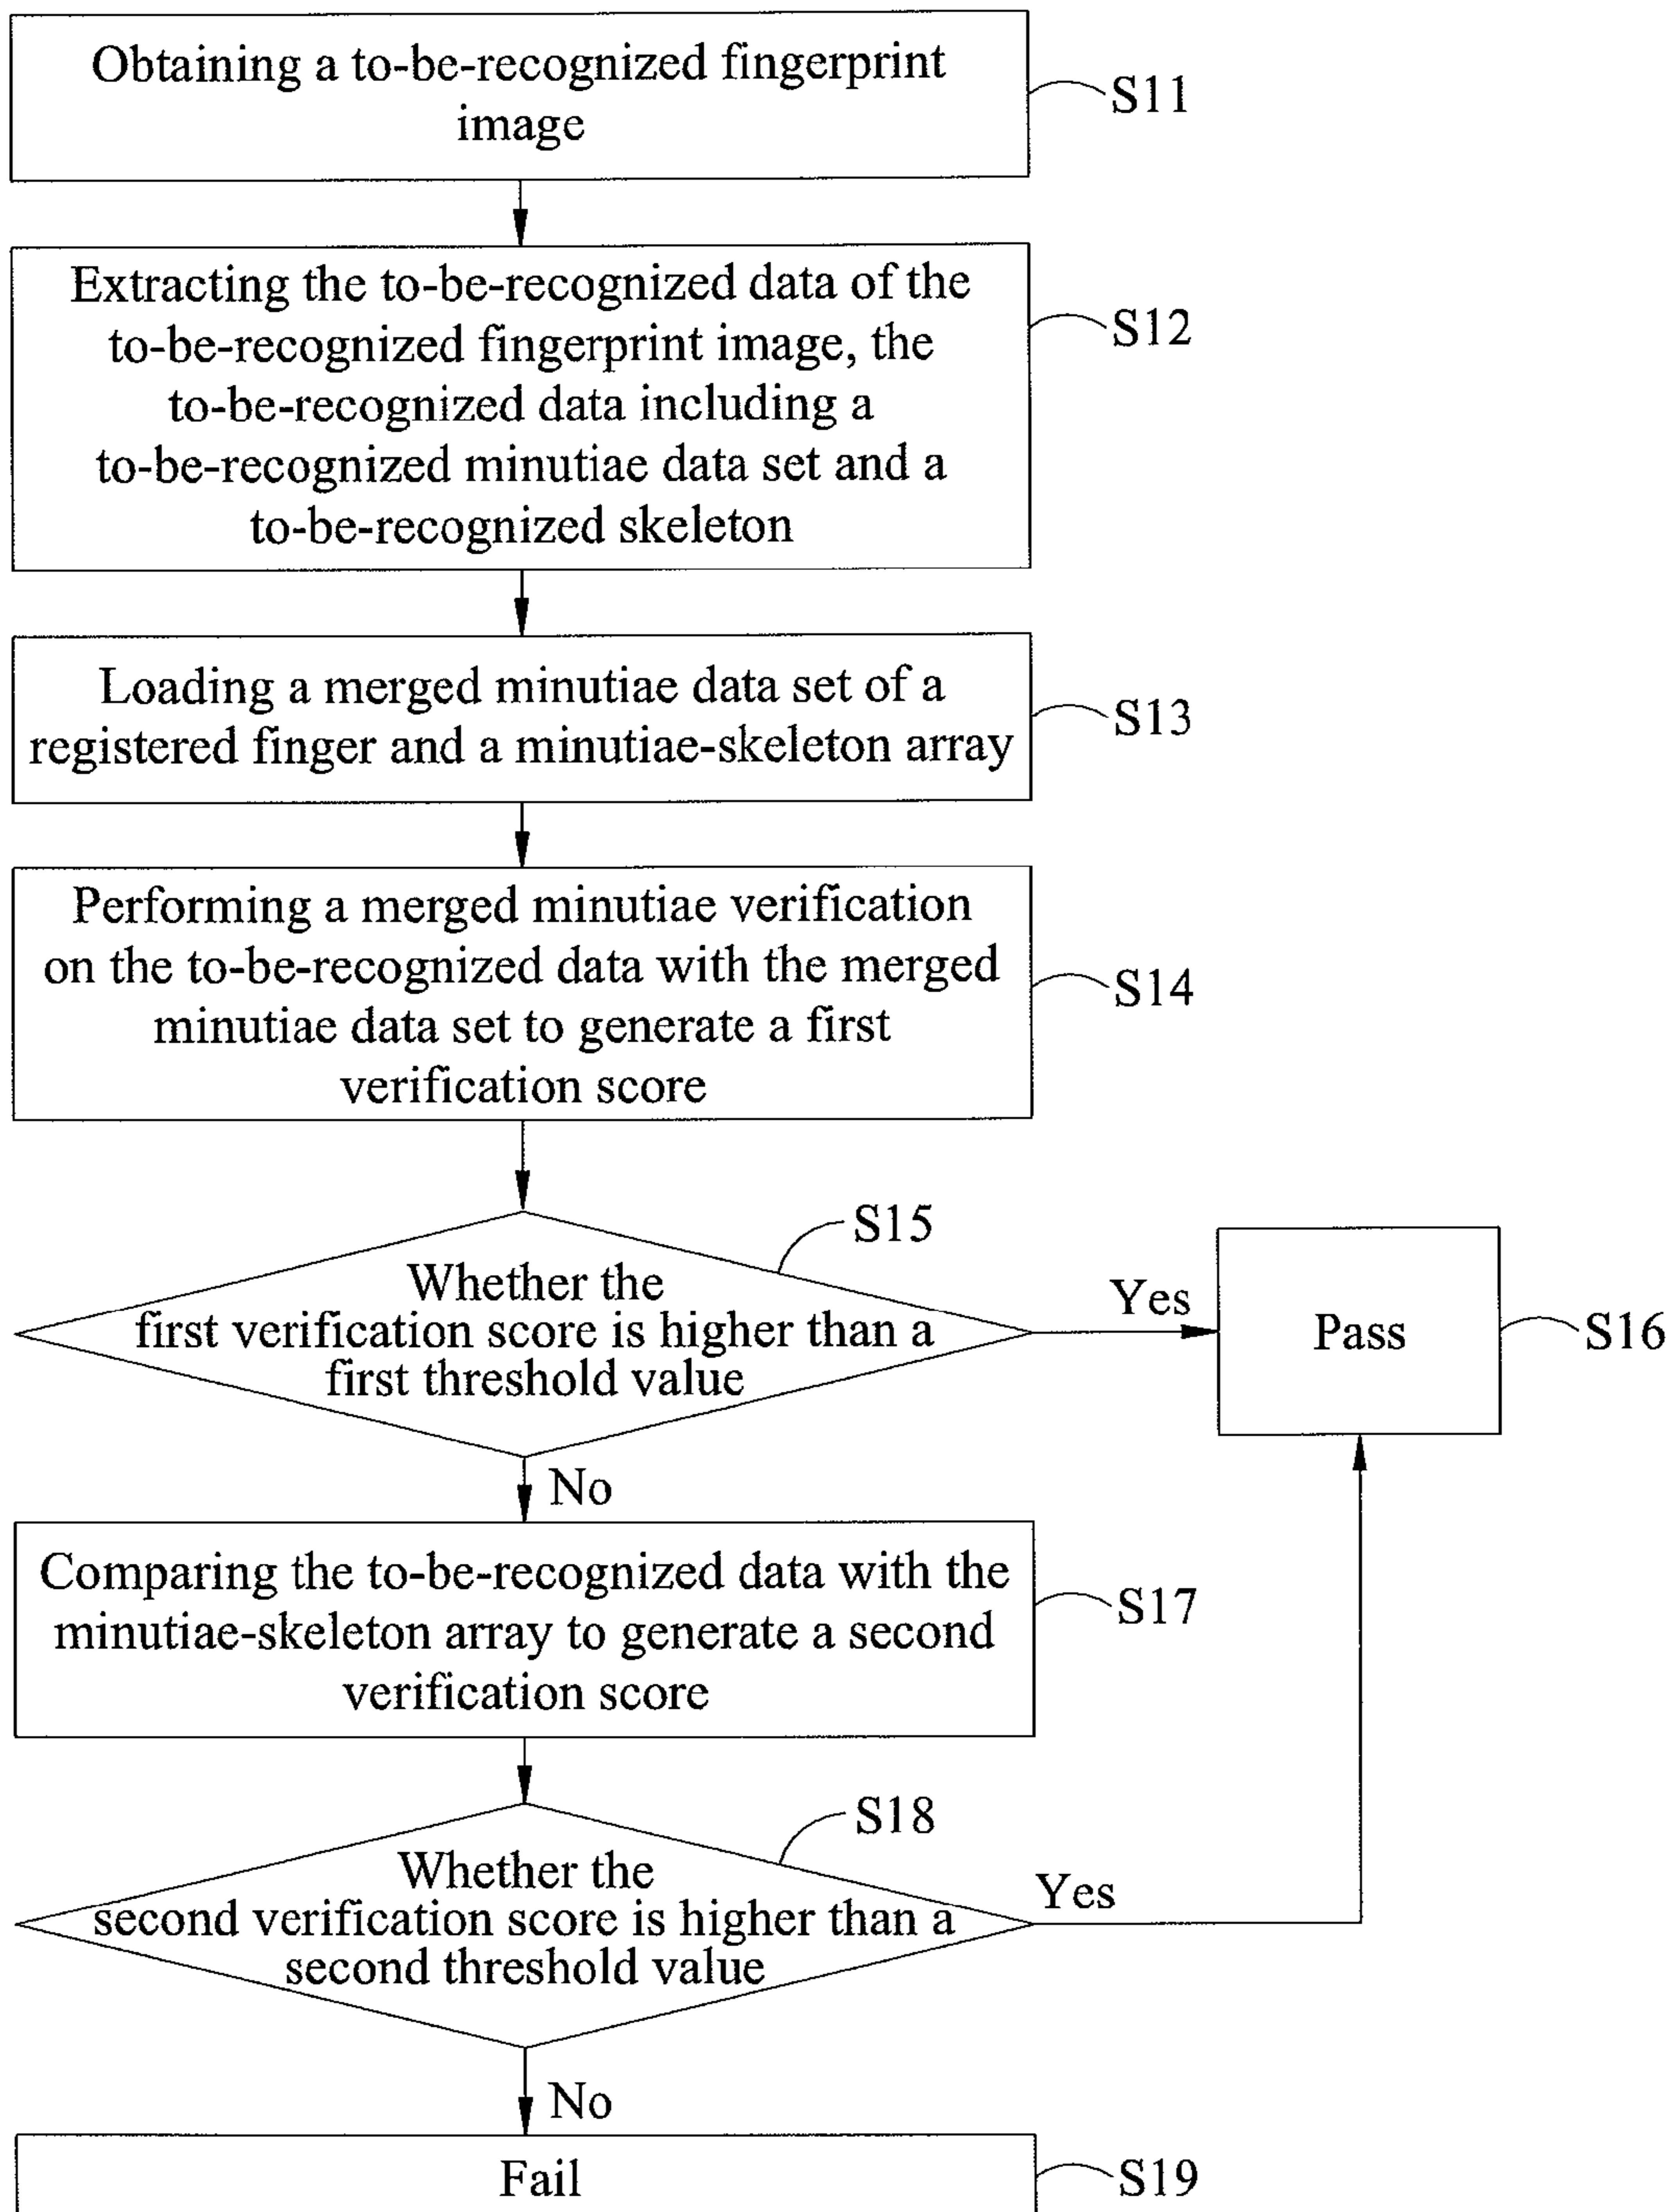 Obtaining a to-be-recognized fingerprint
image
S11
Extracting the to-be-recognized data of the
to-be-recognized fingerprint image, the
to-be-recognized data including a
to-be-recognized minutiae data set and a
to-be-recognized skeleton
S12
Loading a merged minutiae data set of a
registered finger and a minutiae-skeleton array
S13
Performing a merged minutiae verification
on the to-be-recognized data with the merged
minutiae data set to generate a first
verification score
S14
S15
Whether the
first verification score is higher than a
first threshold value
Yes
Pass
S16
No
Comparing the to-be-recognized data with the
minutiae-skeleton array to generate a second
verification score
S17
S18
Whether the
second verification score is higher than a
second threshold value
Yes
No
Fail
S19